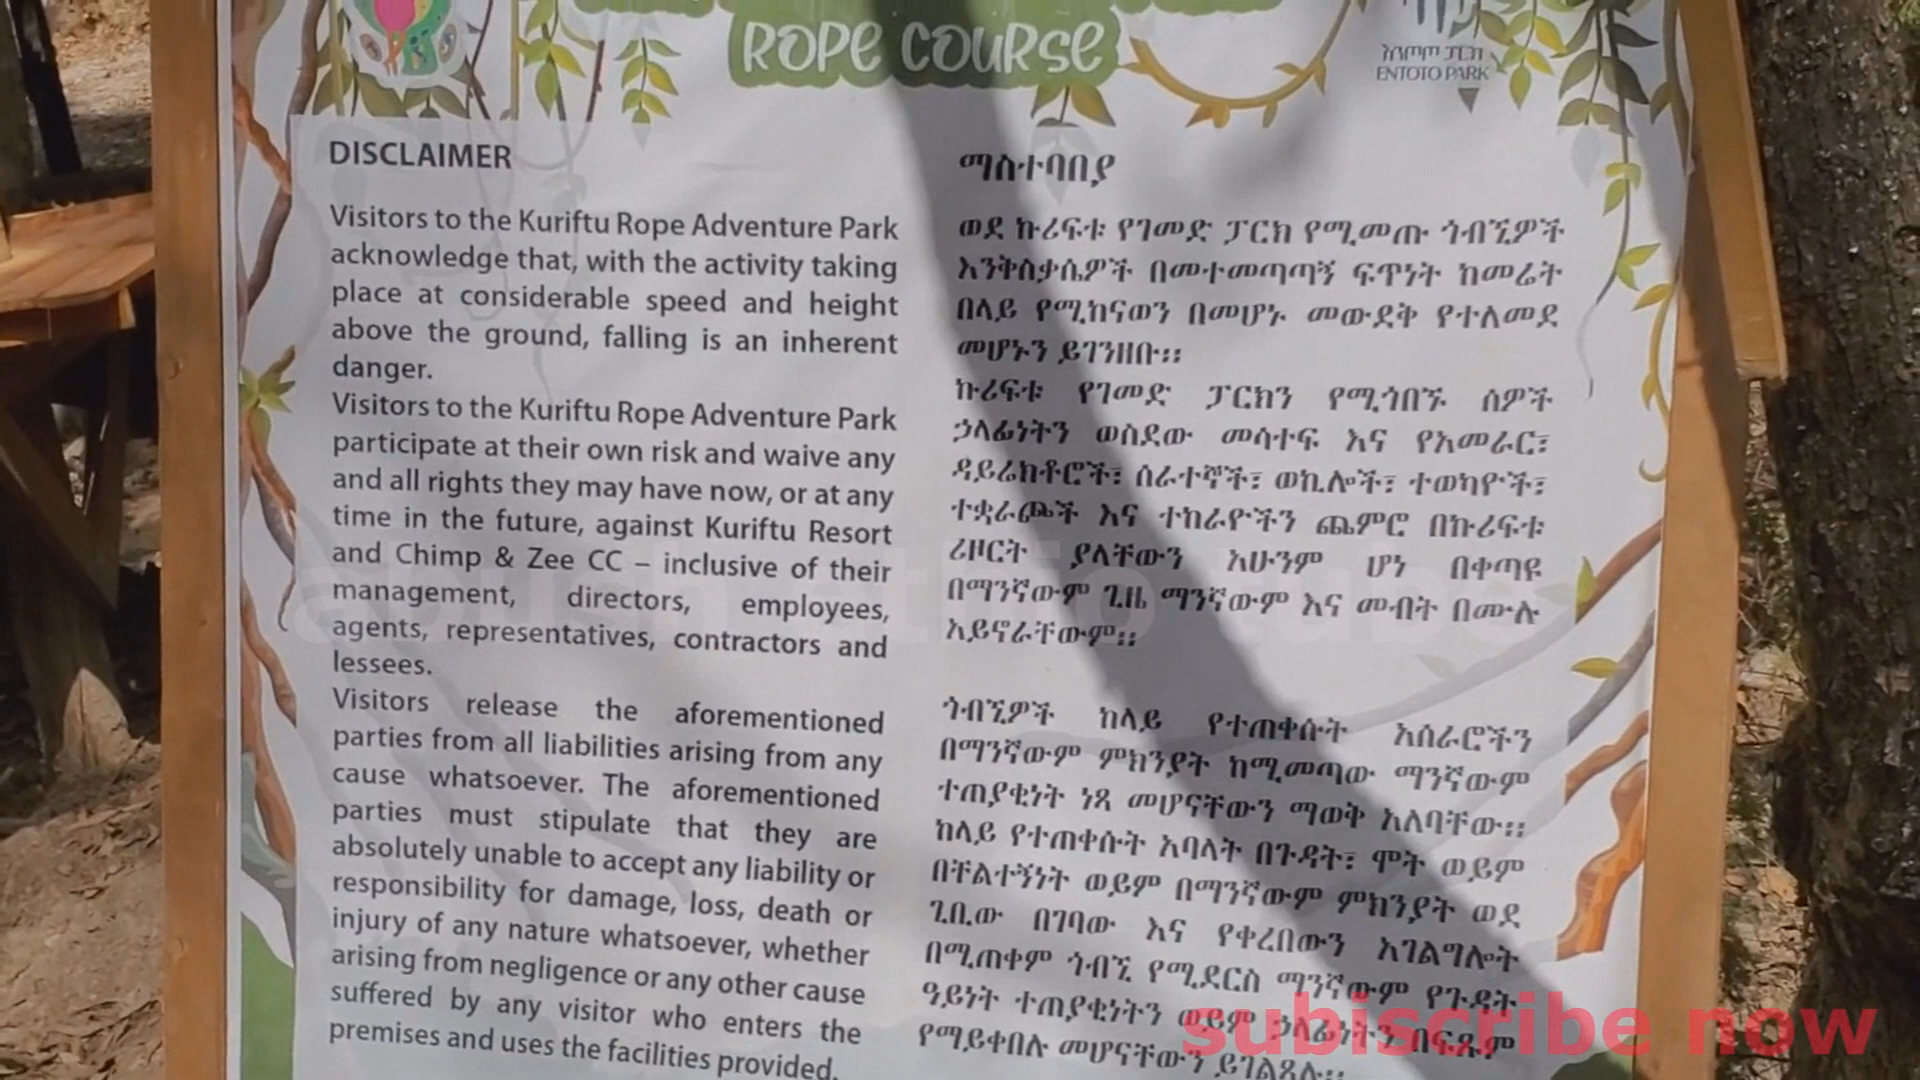 ROPE COURSE
እንጦጦ ፓርክ
ENTOTO PARK
DISCLAIMER
Visitors to the Kuriftu Rope Adventure Park
acknowledge that, with the activity taking
place at considerable speed and height
above the ground, falling is an inherent
danger.
Visitors to the Kuriftu Rope Adventure Park
participate at their own risk and waive any
and all rights they may have now, or at any
time in the future, against Kuriftu Resort
and Chimp & Zee CC – inclusive of their
management, directors, employees,
agents, representatives, contractors and
lessees.
Visitors release the aforementioned
parties from all liabilities arising from any
cause whatsoever. The aforementioned
parties must stipulate that they are
absolutely unable to accept any liability or
responsibility for damage, loss, death or
injury of any nature whatsoever, whether
arising from negligence or any other cause
suffered by any visitor who enters the
premises and uses the facilities provided.
ማስተባበያ
ወደ ኩሪፍቱ የገመድ ፓርክ የሚመጡ ጎብኚዎች
እንቅስቃሴዎች በመተመጣጣኝ ፍጥነት ከመሬት
በላይ የሚከናወን በመሆኑ መውደቅ የተለመደ
መሆኑን ይገንዘቡ።
ኩሪፍቱ የገመድ ፓርክን የሚጎበኙ ሰዎች
ኃላፊነትን ወስደው መሳተፍ እና የአመራር፣
ዳይሬክቶሮች፣ ሰራተኞች፣ ወኪሎች፣ ተወካዮች፣
ተቋራጮች እና ተከራዮችን ጨምሮ በኩሪፍቱ
ሪዞርት ያላቸውን አሁንም ሆነ በቀጣዩ
በማንኛውም ጊዜ ማንኛውም እና መብት በሙሉ
አይኖራቸውም።
ጎብኚዎች ከላይ የተጠቀሱት አሰራሮችን
በማንኛውም ምክንያት ከሚመጣው ማንኛውም
ተጠያቂነት ነጻ መሆናቸውን ማወቅ አለባቸው።
ከላይ የተጠቀሱት አባላት በጉዳት፣ ሞት ወይም
በቸልተኝነት ወይም በማንኛውም ምክንያት ወደ
ጊቢው በገባው እና የቀረበውን አገልግሎት
በሚጠቀም ጎብኚ የሚደርስ ማንኛውም የጉዳት
ዓይነት ተጠያቂነትን ወይም ኃላፊነትን በፍጹም
የማይቀበሉ መሆናቸውን ይገልጻሉ።
subiscribe now